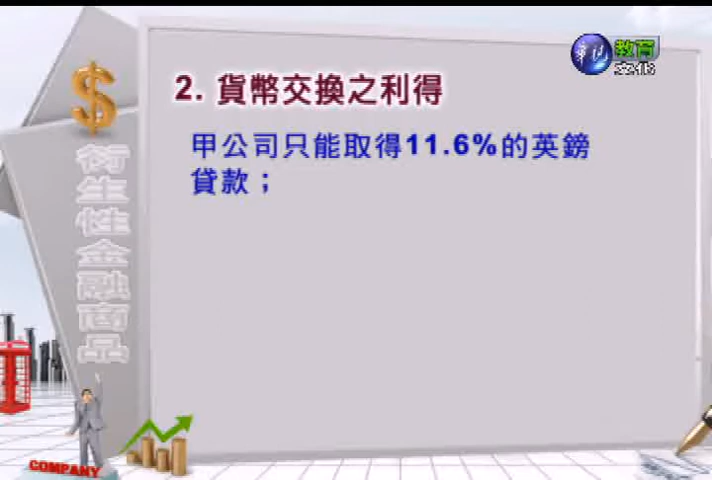 華視
教育
文化
2. 貨幣交換之利得
甲公司只能取得11.6%的英鎊
貸款；
衍生性金融商品
COMPANY